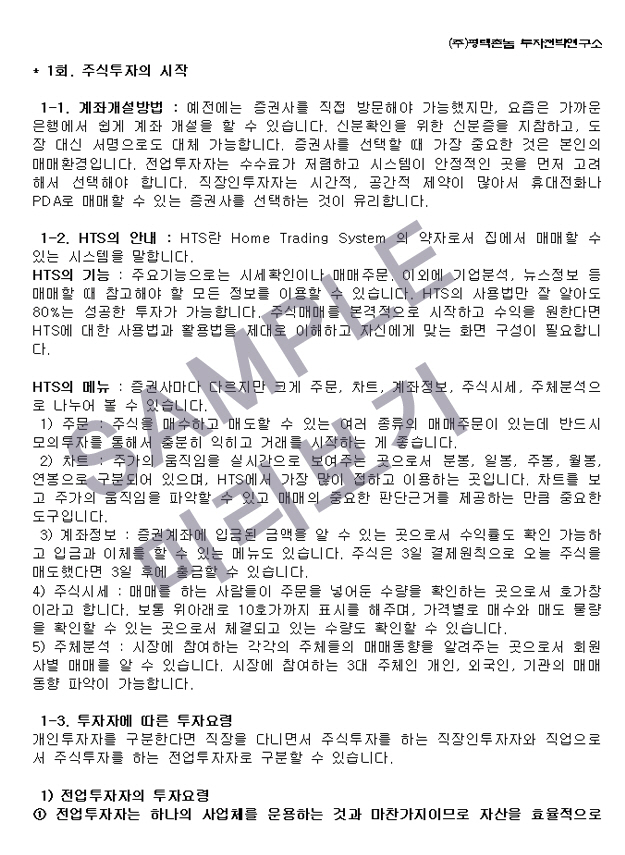 (주)평택촌놈 투자전략연구소
* 1회. 주식투자의 시작
1-1. 계좌개설방법 : 예전에는 증권사를 직접 방문해야 가능했지만, 요즘은 가까운
은행에서 쉽게 계좌 개설을 할 수 있습니다. 신분확인을 위한 신분증을 지참하고, 도
장 대신 서명으로도 대체 가능합니다. 증권사를 선택할 때 가장 중요한 것은 본인의
매매환경입니다. 전업투자자는 수수료가 저렴하고 시스템이 안정적인 곳을 먼저 고려
해서 선택해야 합니다. 직장인투자자는 시간적, 공간적 제약이 많아서 휴대전화나
PDA로 매매할 수 있는 증권사를 선택하는 것이 유리합니다.
1-2. HTS의 안내 : HTS란 Home Trading System 의 약자로서 집에서 매매할 수
있는 시스템을 말합니다.
HTS의 기능 : 주요기능으로는 시세확인이나 매매주문, 이외에 기업분석, 뉴스정보 등
매매할 때 참고해야 할 모든 정보를 이용할 수 있습니다. HTS의 사용법만 잘 알아도
80%는 성공한 투자가 가능합니다. 주식매매를 본격적으로 시작하고 수익을 원한다면
HTS에 대한 사용법과 활용법을 제대로 이해하고 자신에게 맞는 화면 구성이 필요합니
다.
HTS의 메뉴 : 증권사마다 다르지만 크게 주문, 차트, 계좌정보, 주식시세, 주체분석으
로 나누어 볼 수 있습니다.
1) 주문 : 주식을 매수하고 매도할 수 있는 여러 종류의 매매주문이 있는데 반드시
모의투자를 통해서 충분히 익히고 거래를 시작하는 게 좋습니다.
2) 차트 : 주가의 움직임을 실시간으로 보여주는 곳으로서 분봉, 일봉, 주봉, 월봉,
연봉으로 구분되어 있으며, HTS에서 가장 많이 접하고 이용하는 곳입니다. 차트를 보
고 주가의 움직임을 파악할 수 있고 매매의 중요한 판단근거를 제공하는 만큼 중요한
도구입니다.
3) 계좌정보 : 증권계좌에 입금된 금액을 알 수 있는 곳으로서 수익률도 확인 가능하
고 입금과 이체를 할 수 있는 메뉴도 있습니다. 주식은 3일 결제원칙으로 오늘 주식을
매도했다면 3일 후에 출금할 수 있습니다.
4) 주식시세 : 매매를 하는 사람들이 주문을 넣어둔 수량을 확인하는 곳으로서 호가창
이라고 합니다. 보통 위아래로 10호가까지 표시를 해주며, 가격별로 매수와 매도 물량
을 확인할 수 있는 곳으로서 체결되고 있는 수량도 확인할 수 있습니다.
5) 주체분석 : 시장에 참여하는 각각의 주체들의 매매동향을 알려주는 곳으로서 회원
사별 매매를 알 수 있습니다. 시장에 참여하는 3대 주체인 개인, 외국인, 기관의 매매
동향 파악이 가능합니다.
1-3. 투자자에 따른 투자요령
개인투자자를 구분한다면 직장을 다니면서 주식투자를 하는 직장인투자자와 직업으로
서 주식투자를 하는 전업투자자로 구분할 수 있습니다.
1) 전업투자자의 투자요령
① 전업투자자는 하나의 사업체를 운용하는 것과 마찬가지이므로 자산을 효율적으로
SAMPLE
미리보기